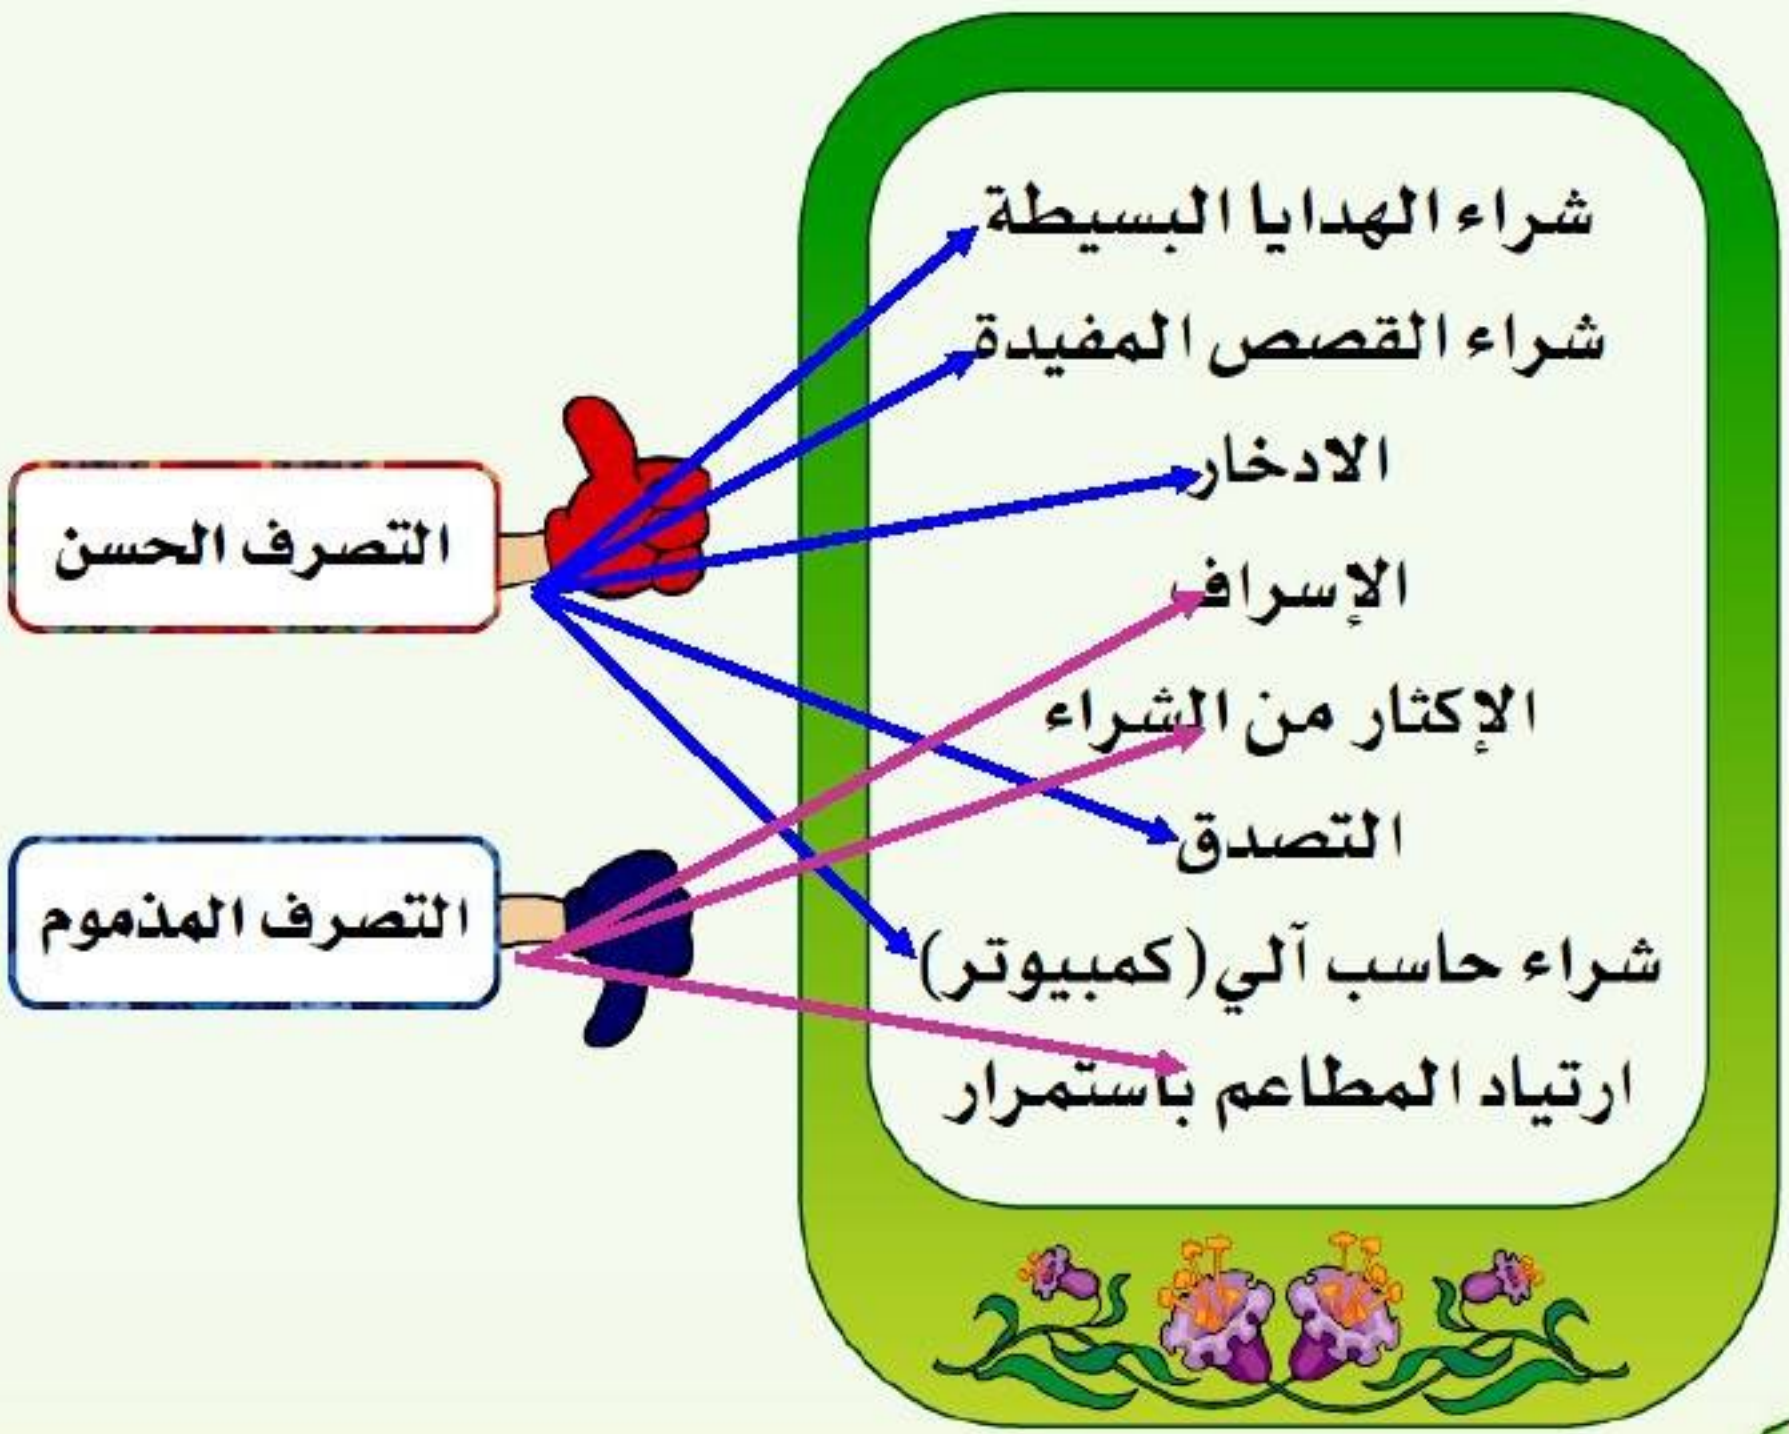 شراء الهدايا البسيطة
شراء القصص المفيدة
الادخار
الإسراف
الإكثار من الشراء
التصدق
شراء حاسب آلي (كمبيوتر)
ارتياد المطاعم باستمرار
التصرف الحسن
التصرف المذموم